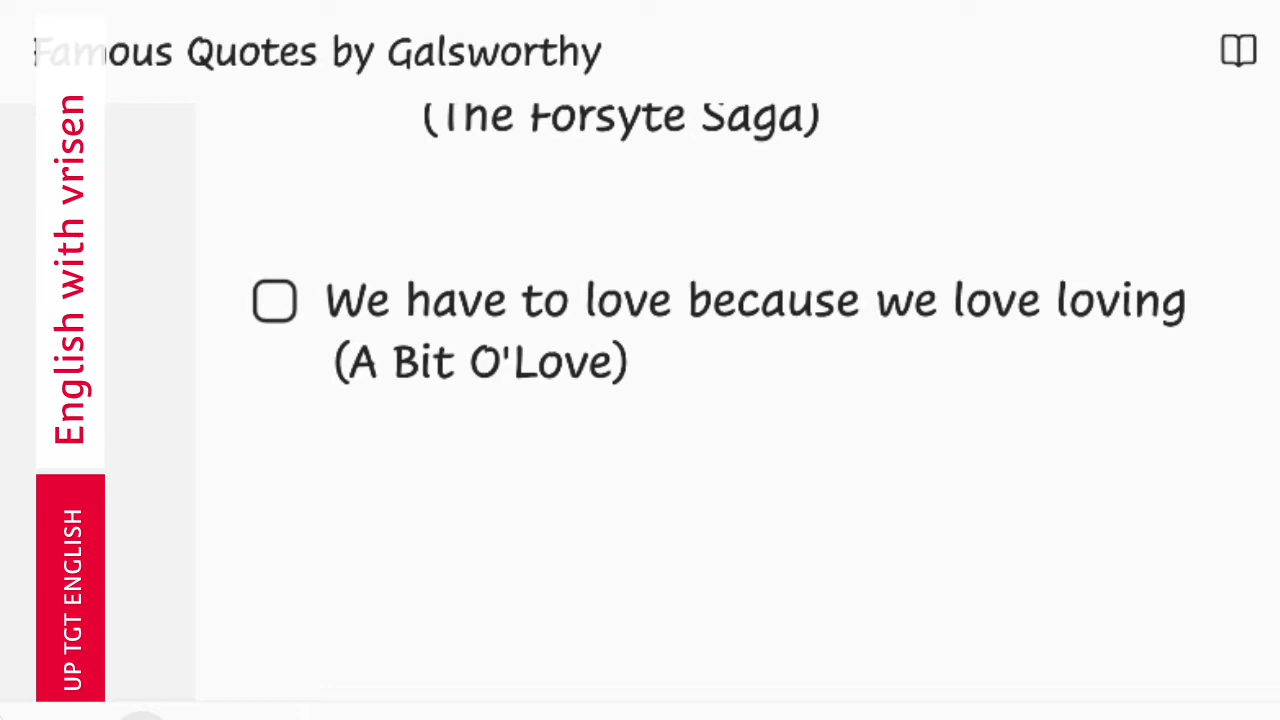 Famous Quotes by Galsworthy
(The Forsyte Saga)
We have to love because we love loving
(A Bit O'Love)
English with vrisen
UP TGT ENGLISH